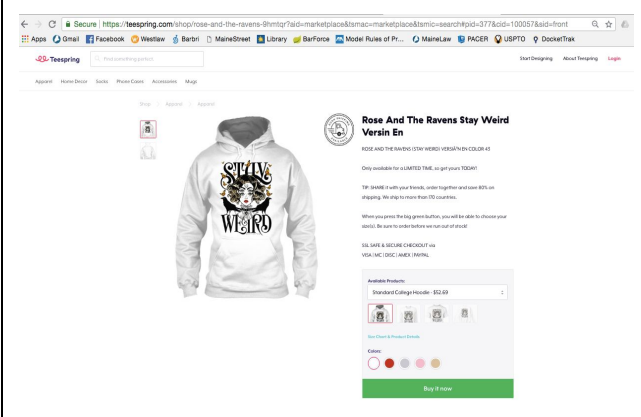 Secure | https://teespring.com/shop/rose-and-the-ravens-9hmtqr?aid=marketplace&tsmac=marketplace&tsmic=search#pid=377&cid=100057&sid=front
Apps Gmail Facebook Westlaw Barbri MaineStreet Library BarForce Model Rules of Pr... MaineLaw PACER USPTO DocketTrak
Teespring Find something perfect Start Designing About Teespring Login
Apparel Home Decor Socks Phone Cases Accessories Mugs
Shop Apparel Apparel
Rose And The Ravens Stay Weird
Versin En
ROSE AND THE RAVENS (STAY WEIRD) VERSIÂ"N EN COLOR 43
Only available for a LIMITED TIME, so get yours TODAY!
TIP: SHARE it with your friends, order together and save 80% on
shipping. We ship to more than 170 countries.
When you press the big green button, you will be able to choose your
size(s). Be sure to order before we run out of stock!
SSL SAFE & SECURE CHECKOUT via
VISA | MC | DISC | AMEX | PAYPAL
STAY
WEIRD
Available Products:
Standard College Hoodie - $52.69
Size Chart & Product Details
Colors:
Buy it now